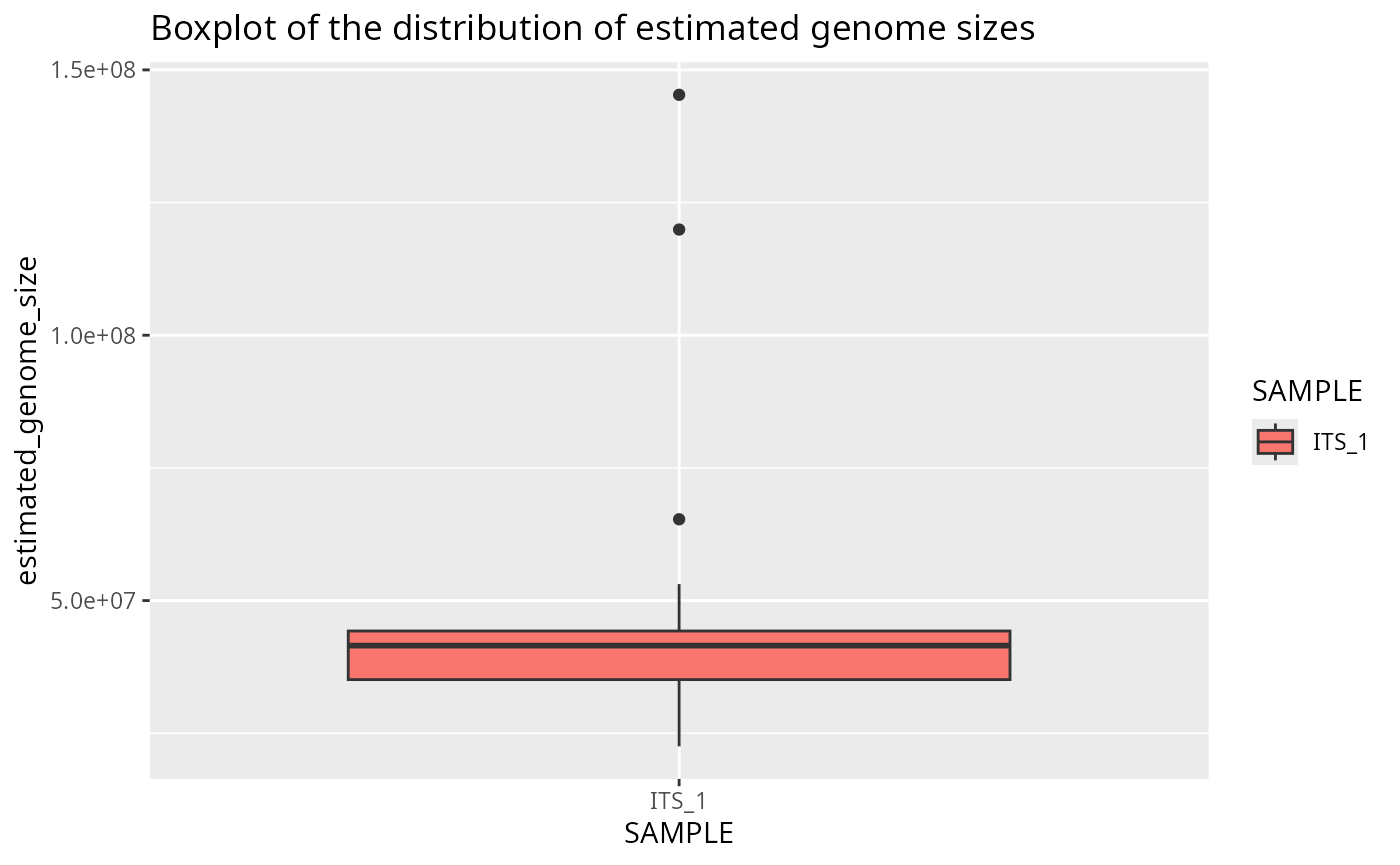 Boxplot of the distribution of estimated genome sizes
estimated_genome_size
1.5e+08
1.0e+08
5.0e+07
ITS_1
SAMPLE
SAMPLE
ITS_1